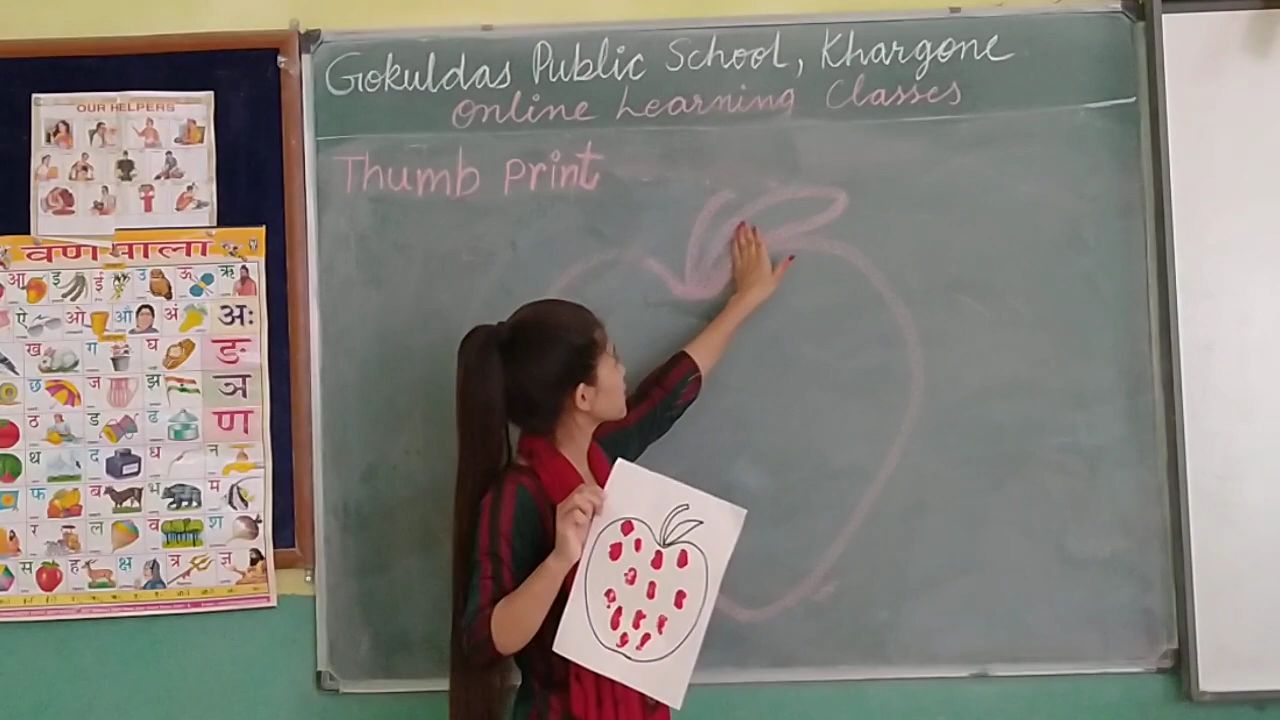 Gokuldas Public School, Khargone
Online Learning Classes
Thumb print
OUR HELPERS
वर्णमाला
आ इ ई उ ऊ ऋ
ऐ ओ औ अं अः
ख ग घ ङ
छ ज झ ञ
ठ ड ढ ण
थ द ध न
फ ब भ म
र ल व श
स ह क्ष त्र ज्ञ